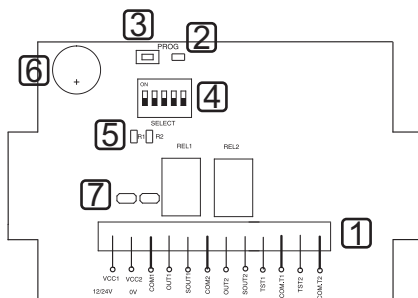 3
PROG
2
6
ON
4
SELECT
5
R1
R2
REL1
REL2
7
1
VCC1
VCC2
COM1
OUT1
SOUT1
COM2
OUT2
SOUT2
TST1
COM.T1
TST2
COM.T2
12/24V
0V